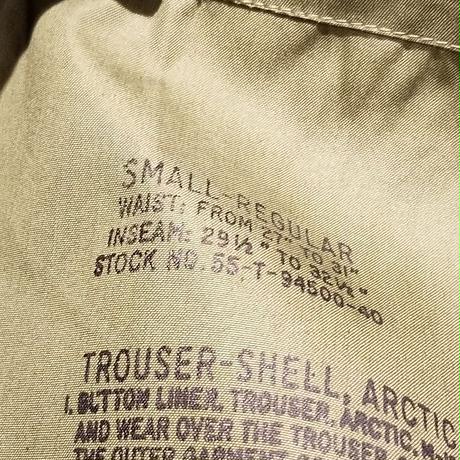 SMALL-REGULAR
WAIST: FROM 27" TO 31"
INSEAM: 29½" TO 32½"
STOCK NO. 55-T-94500-40
TROUSER-SHELL, ARCTIC
1. BUTTON LINER, TROUSER, ARCTIC,
AND WEAR OVER THE TROUSER
THE OUTER GARMENT